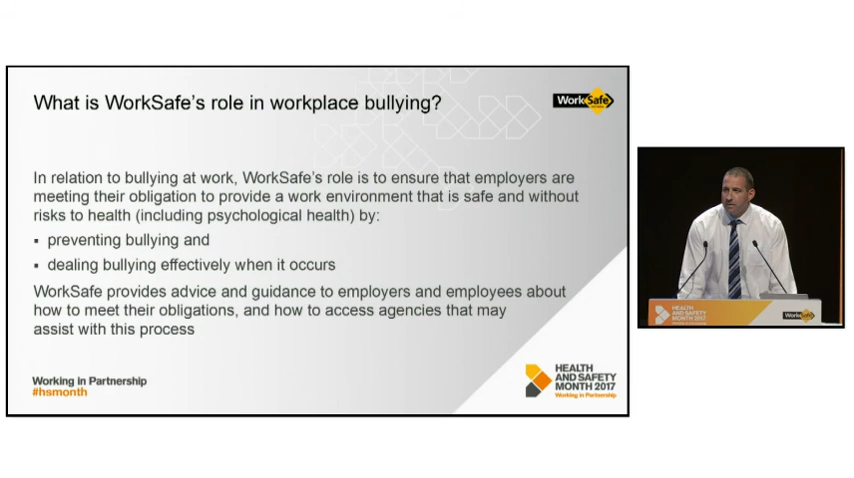 What is WorkSafe's role in workplace bullying?
WorkSafe
In relation to bullying at work, WorkSafe's role is to ensure that employers are
meeting their obligation to provide a work environment that is safe and without
risks to health (including psychological health) by:
▪ preventing bullying and
▪ dealing bullying effectively when it occurs
WorkSafe provides advice and guidance to employers and employees about
how to meet their obligations, and how to access agencies that may
assist with this process
Working in Partnership
#hsmonth
HEALTH
AND SAFETY
MONTH 2017
Working in Partnership
HEALTH
AND SAFETY
MONTH 2017
WorkSafe